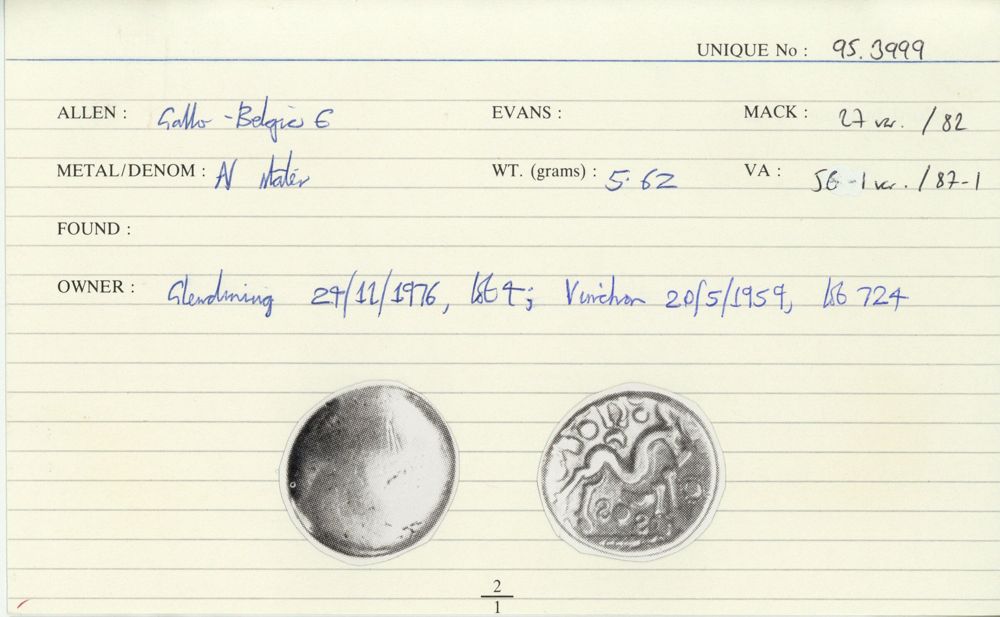 UNIQUE No : 95.3999
ALLEN : Gallo-Belgic E EVANS : MACK : 27 var. / 82
METAL/DENOM : AV stater WT. (grams) : 5.62 VA : 56-1 var. / 87-1
FOUND :
OWNER : Glendining 24/11/1976, lot 4; Vinchon 20/5/1959, lot 724
2
1